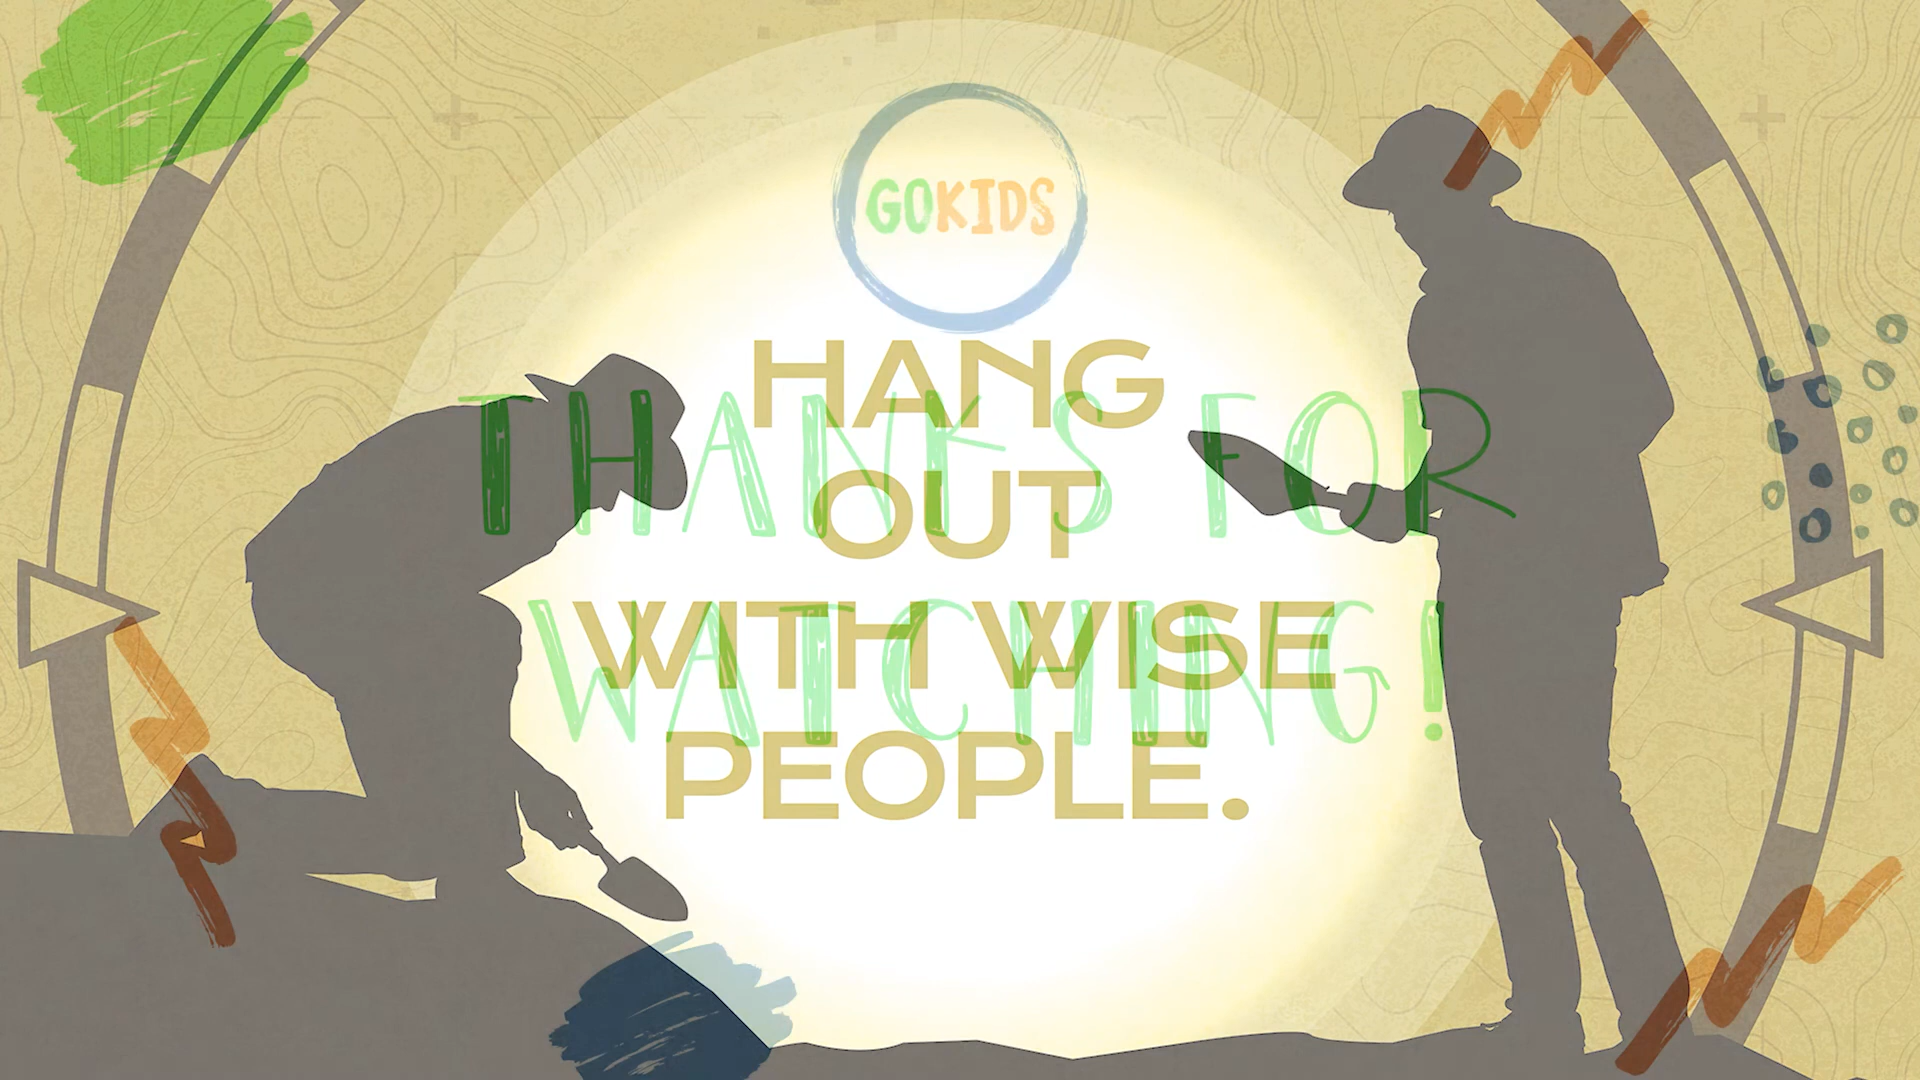 GOKIDS
HANG
THANKS FOR
OUT
WITH WISE
WATCHING!
PEOPLE.